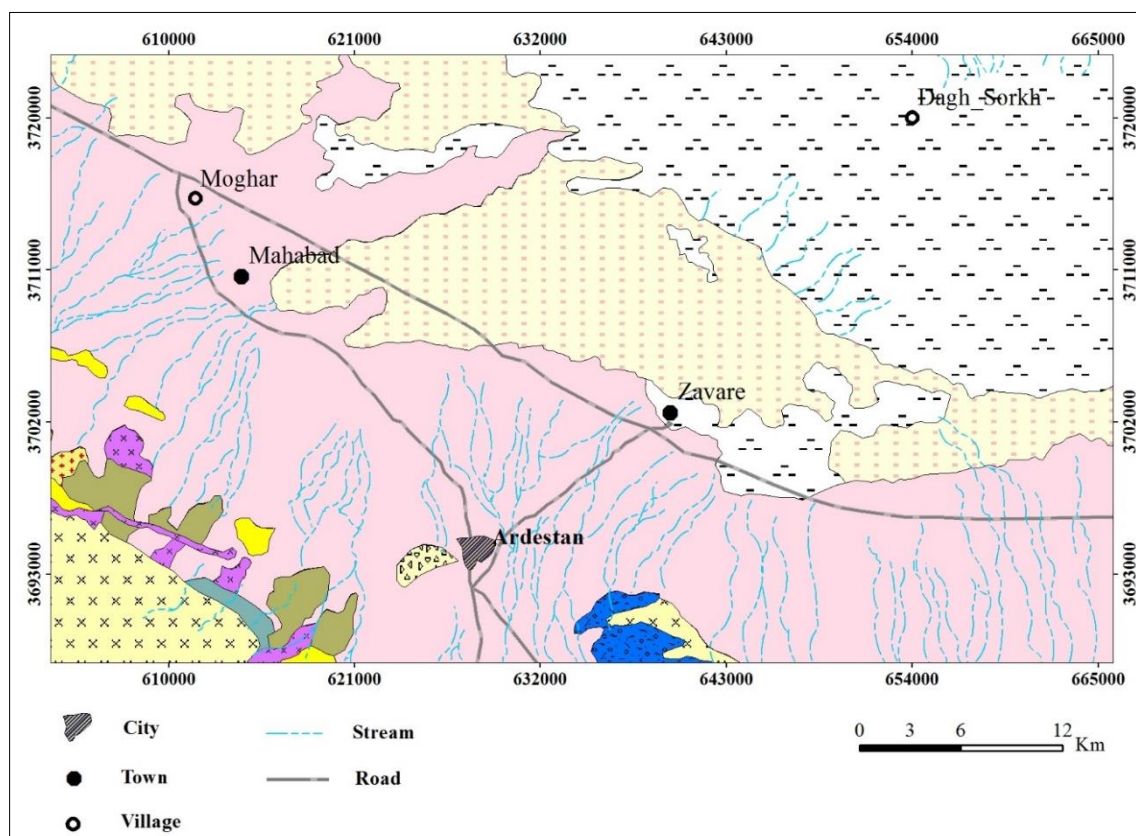 610000 621000 632000 643000 654000 665000
3720000 3720000
Dagh_Sorkh
Moghar
Mahabad
3711000 3711000
Zavare
3702000 3702000
Ardestan
3693000 3693000
610000 621000 632000 643000 654000 665000
City Stream
0 3 6 12
Km
Town Road
Village